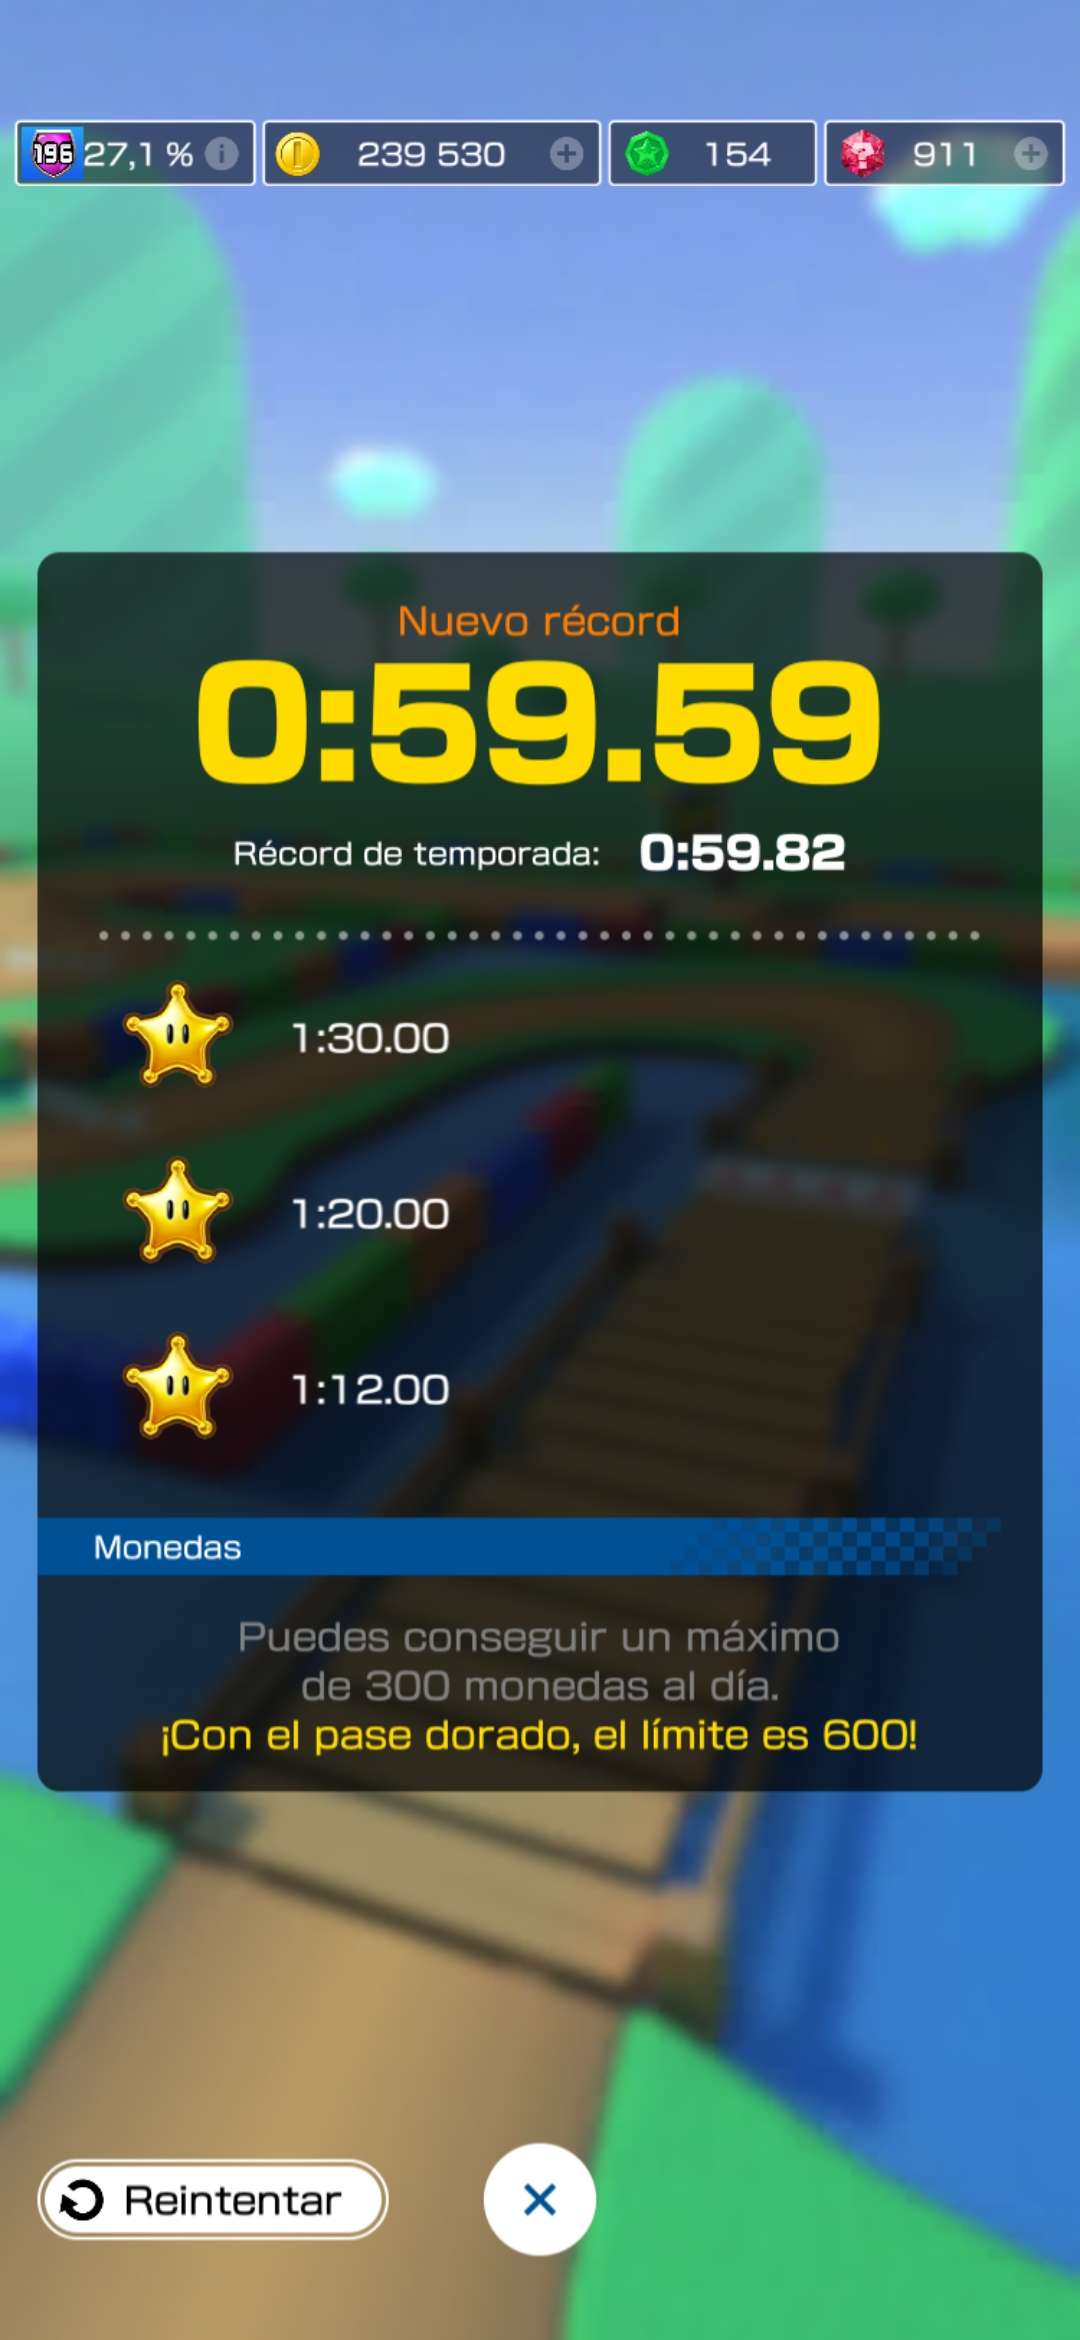 196 27,1 % 239 530 154 911
Nuevo récord
0:59.59
Récord de temporada: 0:59.82
1:30.00
1:20.00
1:12.00
Monedas
Puedes conseguir un máximo
de 300 monedas al día.
¡Con el pase dorado, el límite es 600!
Reintentar